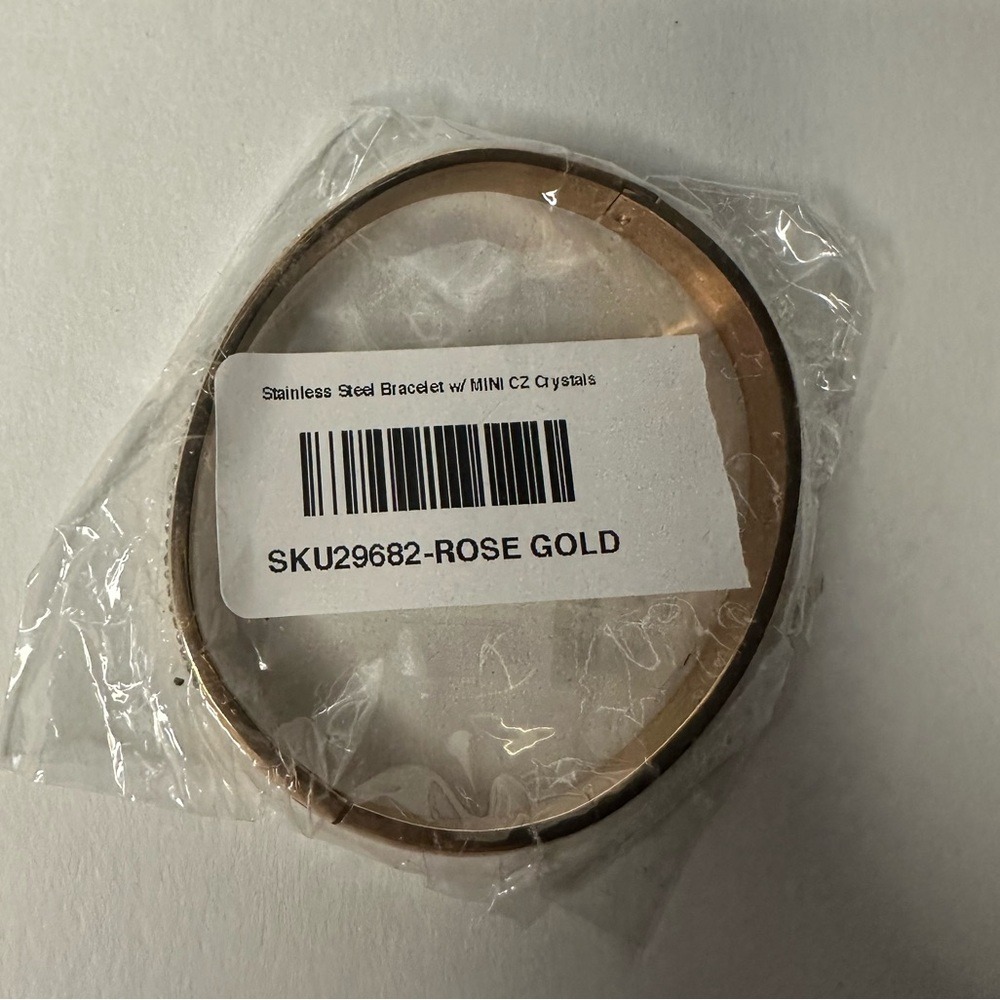 Stainless Steel Bracelet w/ MINI CZ Crystals
SKU29682-ROSE GOLD